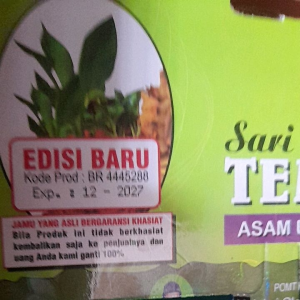 EDISI BARU
Kode Prod : BR 4445288
Exp. : 12 - 2027
JAMU YANG ASLI BERGARANSI KHASIAT
Bila Produk ini tidak berkhasiat
kembalikan saja ke penjualnya dan
uang Anda kami ganti 100%
Sari
ASAM
POMT